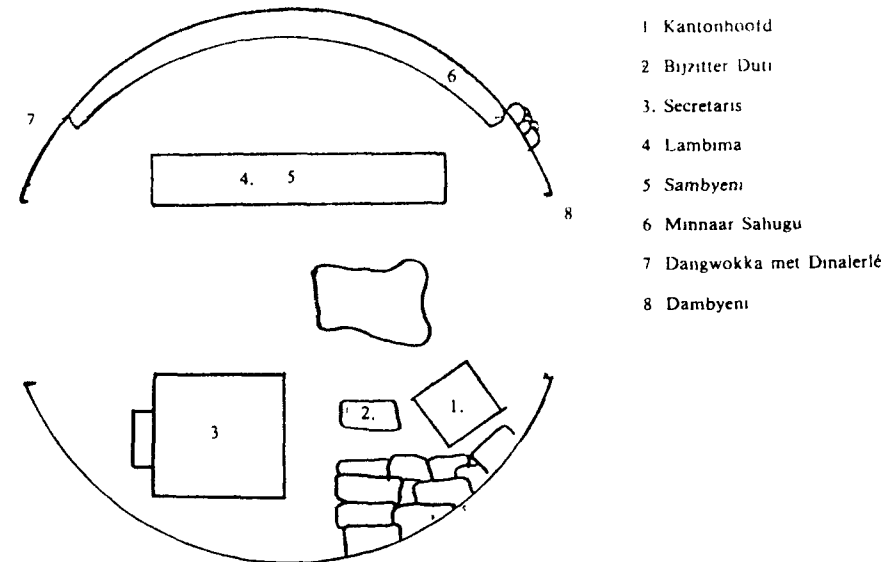 6
7
4. 5
8
3
2.
1.
1 Kantonhoofd
2 Bijzitter Duti
3. Secretaris
4 Lambima
5 Sambyeni
6 Minnaar Sahugu
7 Dangwokka met Dinalerlé
8 Dambyeni